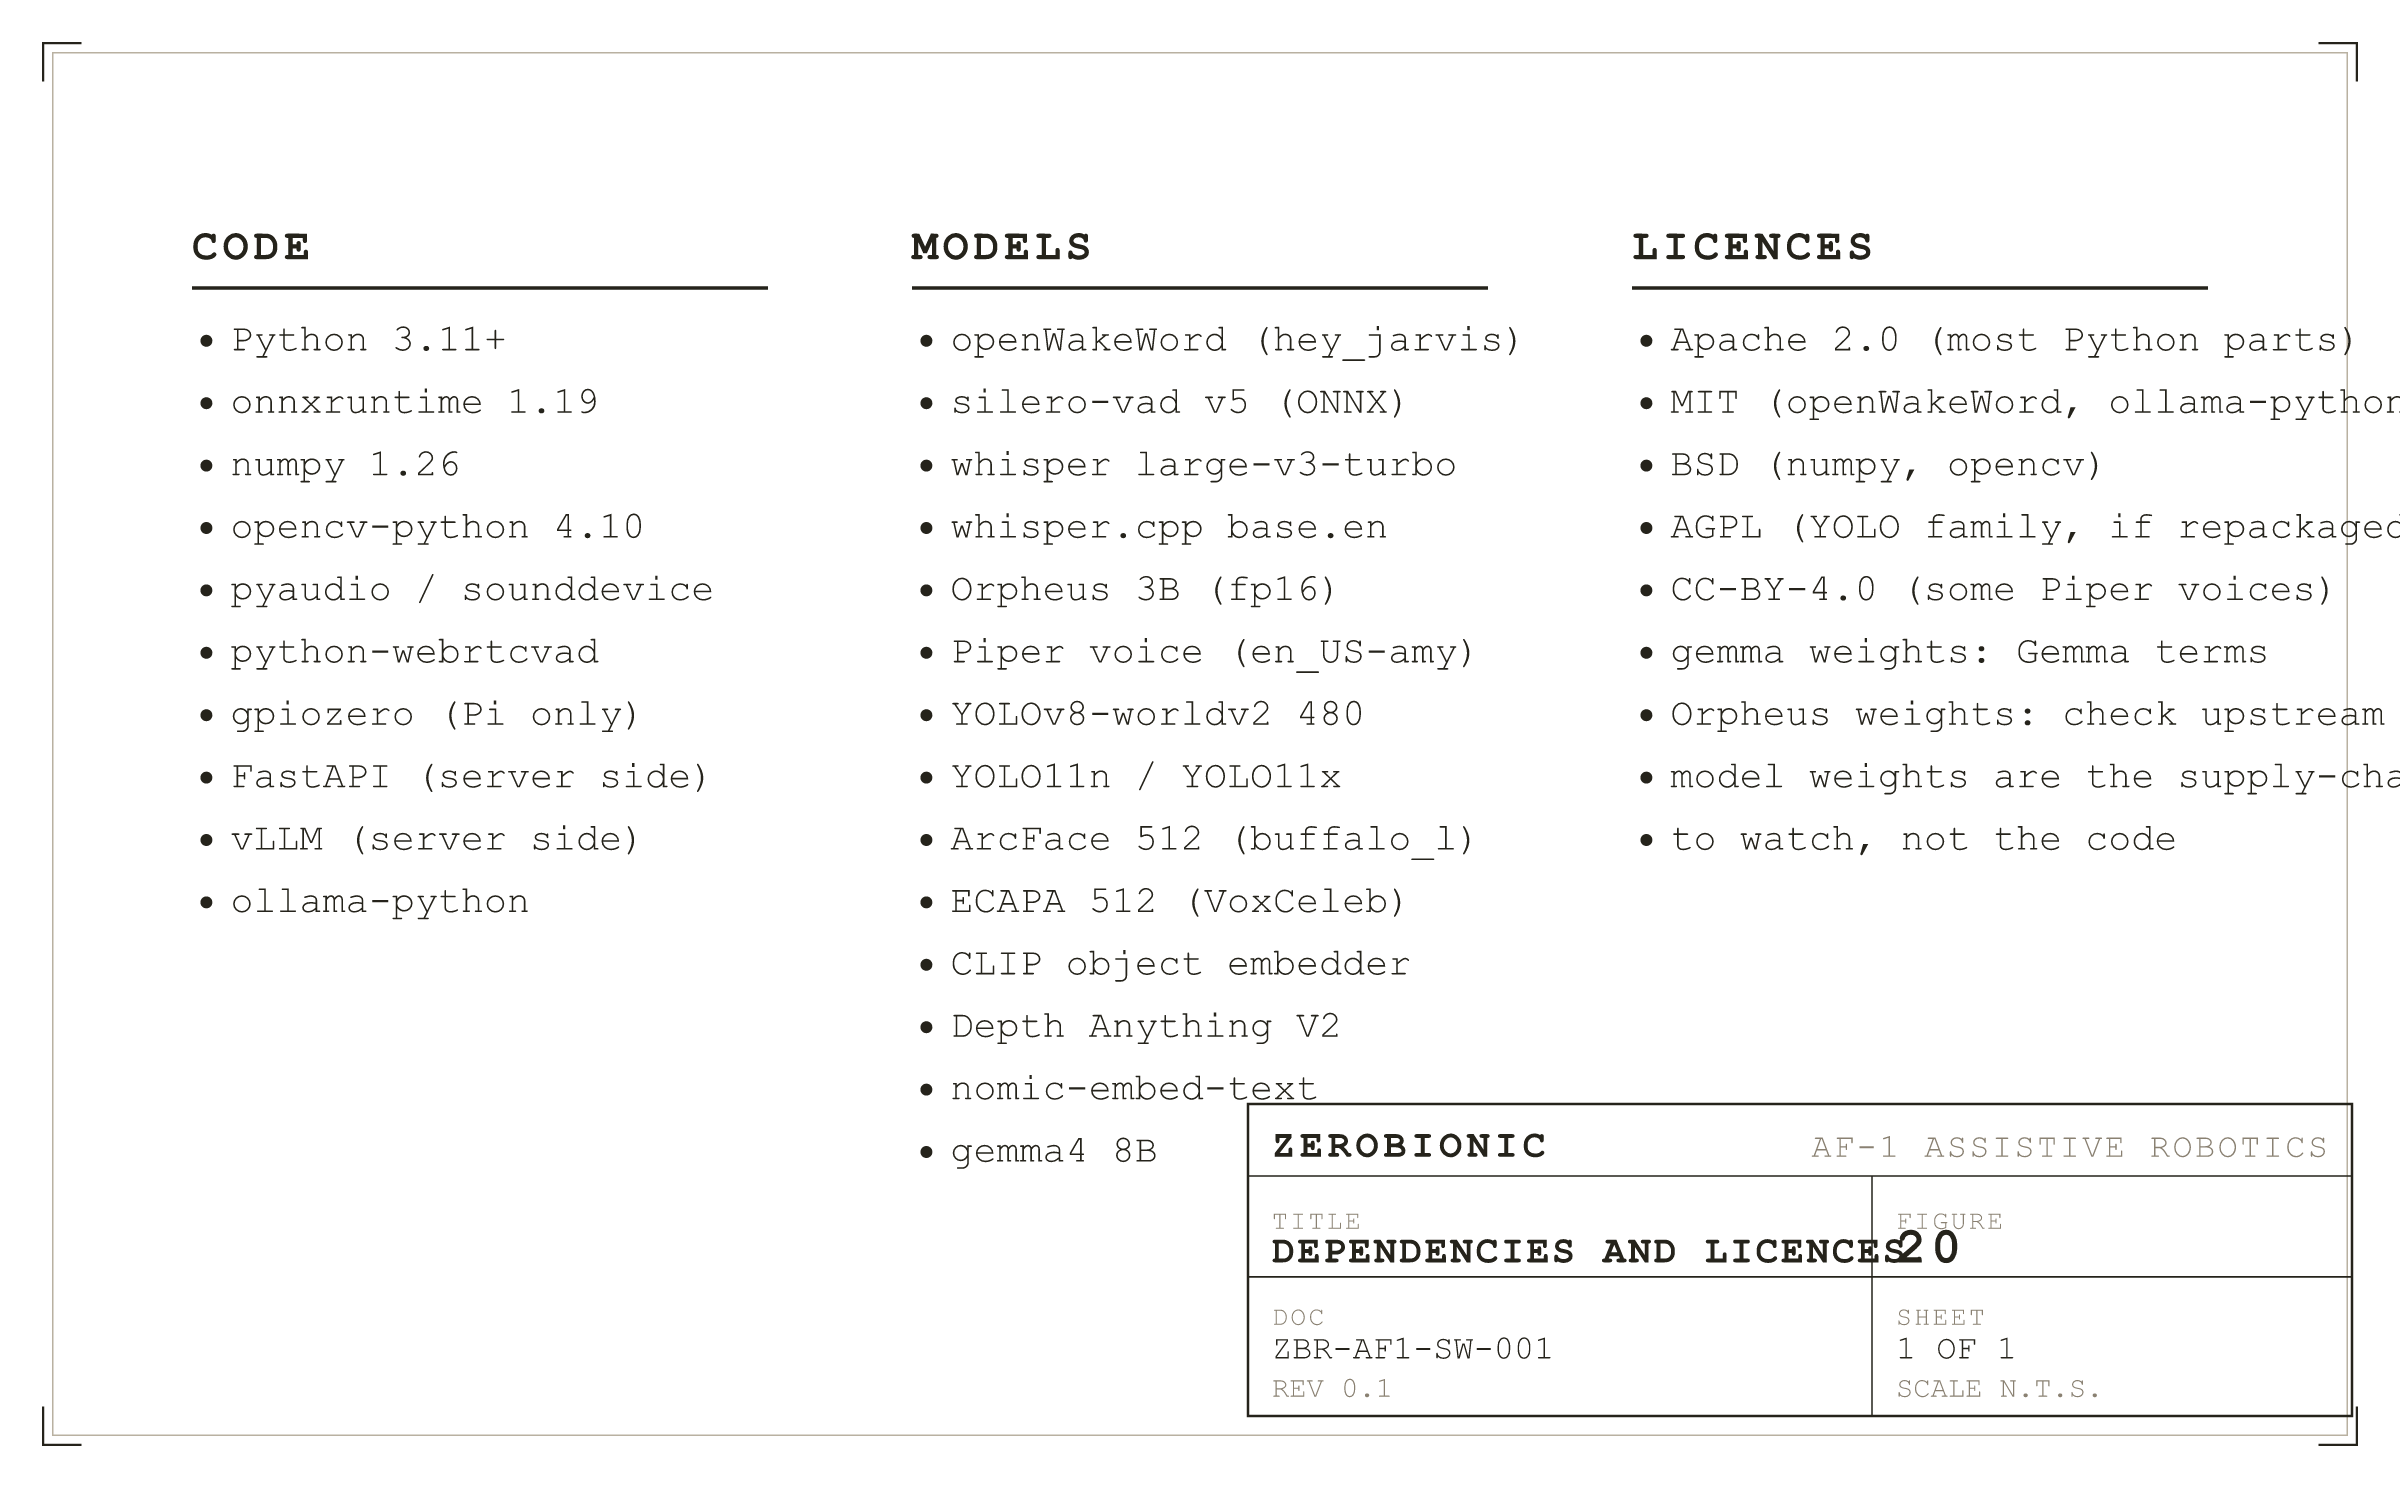 CODE
• Python 3.11+
• onnxruntime 1.19
• numpy 1.26
• opencv-python 4.10
• pyaudio / sounddevice
• python-webrtcvad
• gpiozero (Pi only)
• FastAPI (server side)
• vLLM (server side)
• ollama-python
MODELS
• openWakeWord (hey_jarvis)
• silero-vad v5 (ONNX)
• whisper large-v3-turbo
• whisper.cpp base.en
• Orpheus 3B (fp16)
• Piper voice (en_US-amy)
• YOLOv8-worldv2 480
• YOLO11n / YOLO11x
• ArcFace 512 (buffalo_l)
• ECAPA 512 (VoxCeleb)
• CLIP object embedder
• Depth Anything V2
• nomic-embed-text
• gemma4 8B
LICENCES
• Apache 2.0 (most Python parts)
• MIT (openWakeWord, ollama-python
• BSD (numpy, opencv)
• AGPL (YOLO family, if repackaged
• CC-BY-4.0 (some Piper voices)
• gemma weights: Gemma terms
• Orpheus weights: check upstream
• model weights are the supply-cha
• to watch, not the code
ZEROBIONIC
AF-1 ASSISTIVE ROBOTICS
TITLE
DEPENDENCIES AND LICENCES
FIGURE
20
DOC
ZBR-AF1-SW-001
REV 0.1
SHEET
1 OF 1
SCALE N.T.S.